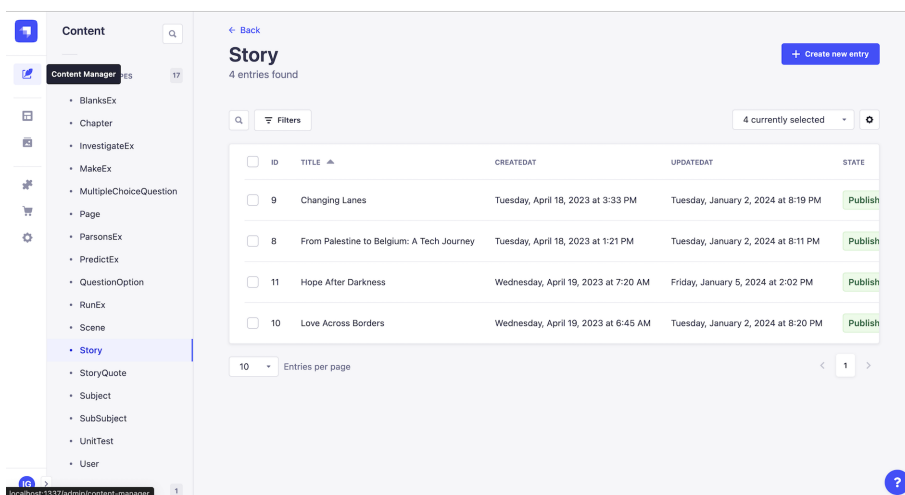 Content
Content Manager
PES
17
BlanksEx
Chapter
InvestigateEx
MakeEx
MultipleChoiceQuestion
Page
ParsonsEx
PredictEx
QuestionOption
RunEx
Scene
Story
StoryQuote
Subject
SubSubject
UnitTest
User
1
IG
localhost:1337/admin/content-manager
← Back
Story
4 entries found
+ Create new entry
Filters
4 currently selected
ID TITLE CREATEDAT UPDATEDAT STATE
9 Changing Lanes Tuesday, April 18, 2023 at 3:33 PM Tuesday, January 2, 2024 at 8:19 PM Publish
8 From Palestine to Belgium: A Tech Journey Tuesday, April 18, 2023 at 1:21 PM Tuesday, January 2, 2024 at 8:11 PM Publish
11 Hope After Darkness Wednesday, April 19, 2023 at 7:20 AM Friday, January 5, 2024 at 2:02 PM Publish
10 Love Across Borders Wednesday, April 19, 2023 at 6:45 AM Tuesday, January 2, 2024 at 8:20 PM Publish
10 Entries per page
< 1 >
?